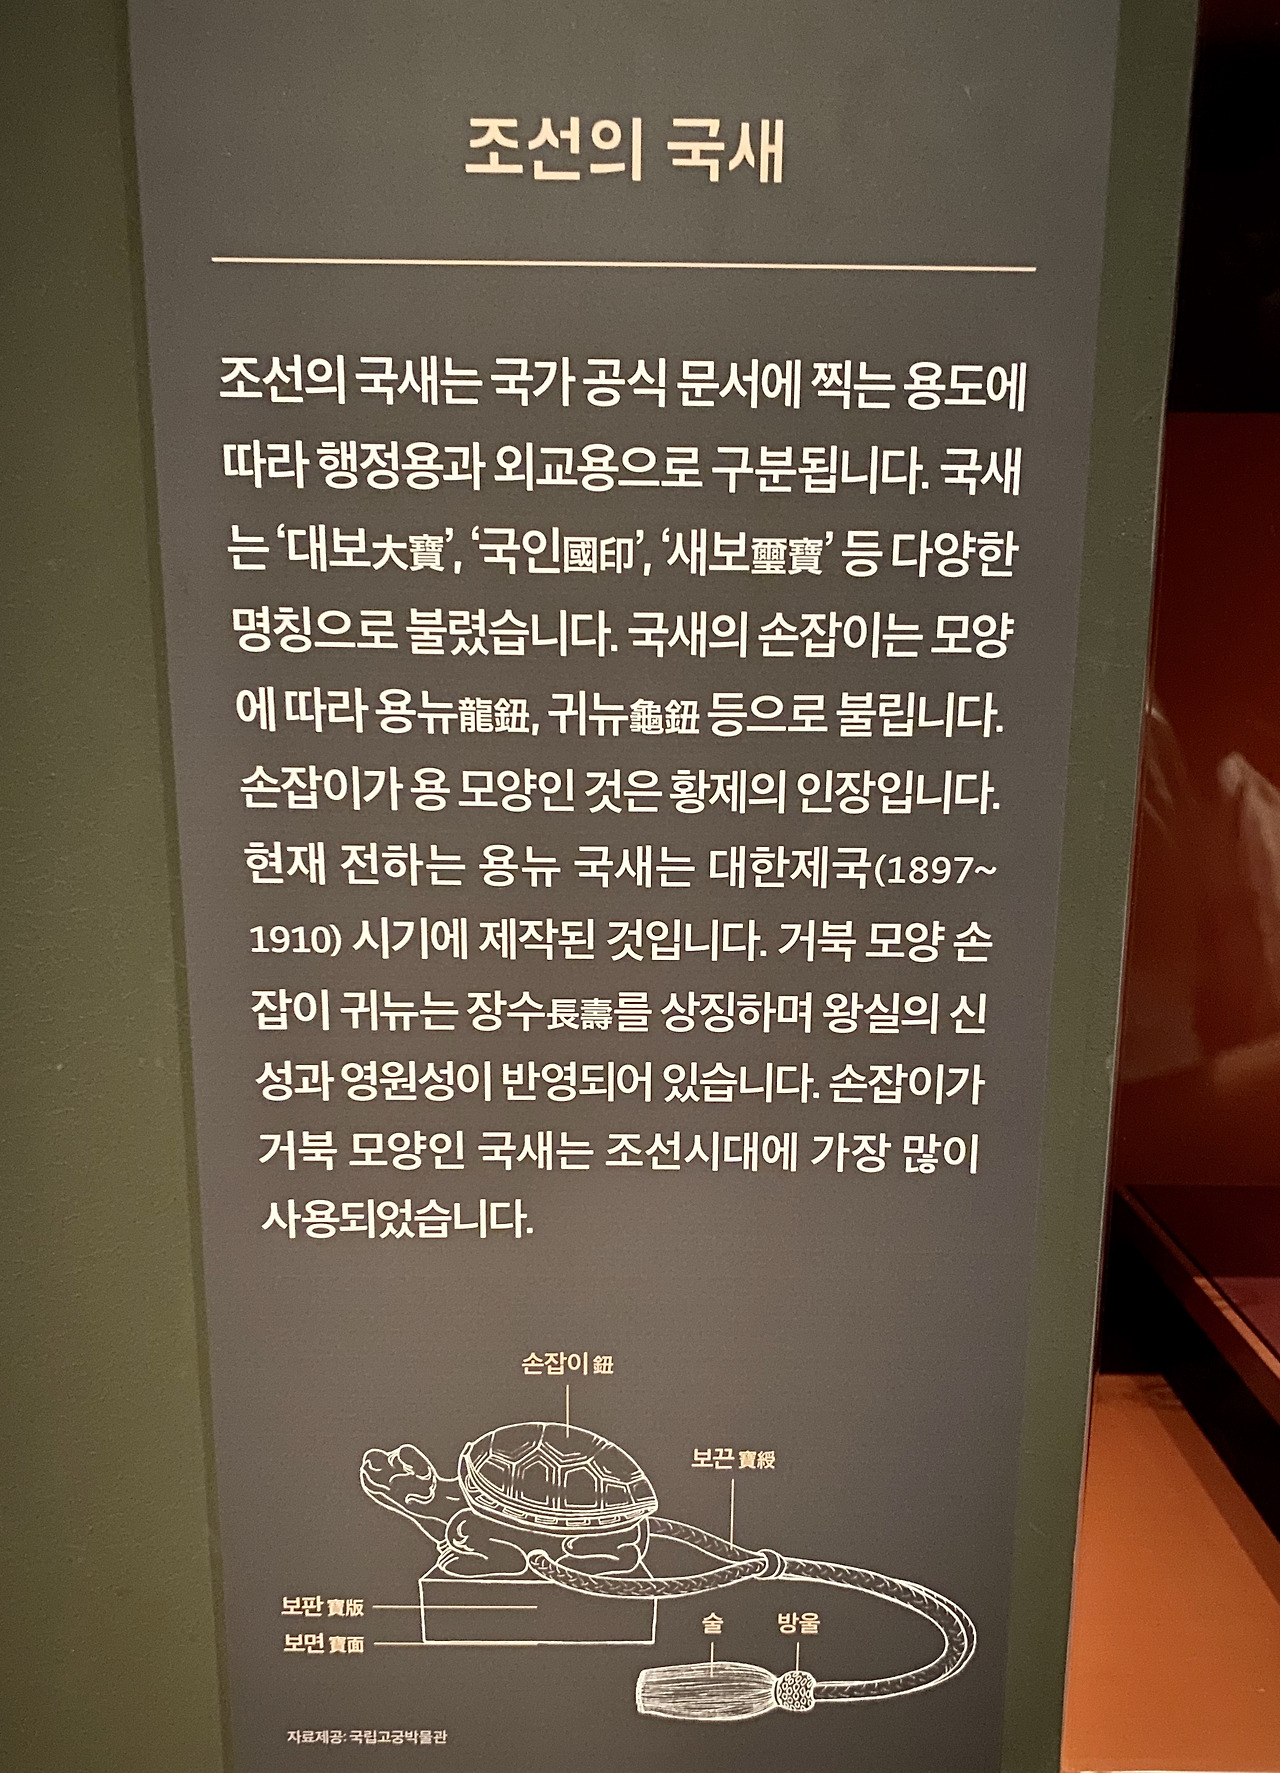 조선의 국새
조선의 국새는 국가 공식 문서에 찍는 용도에
따라 행정용과 외교용으로 구분됩니다. 국새
는 ‘대보大寶’, ‘국인國印’, ‘새보璽寶’ 등 다양한
명칭으로 불렸습니다. 국새의 손잡이는 모양
에 따라 용뉴龍鈕, 귀뉴龜鈕 등으로 불립니다.
손잡이가 용 모양인 것은 황제의 인장입니다.
현재 전하는 용뉴 국새는 대한제국(1897~
1910) 시기에 제작된 것입니다. 거북 모양 손
잡이 귀뉴는 장수長壽를 상징하며 왕실의 신
성과 영원성이 반영되어 있습니다. 손잡이가
거북 모양인 국새는 조선시대에 가장 많이
사용되었습니다.
손잡이 鈕
보끈 寶綬
보판 寶版
보면 寶面
술
방울
자료제공: 국립고궁박물관